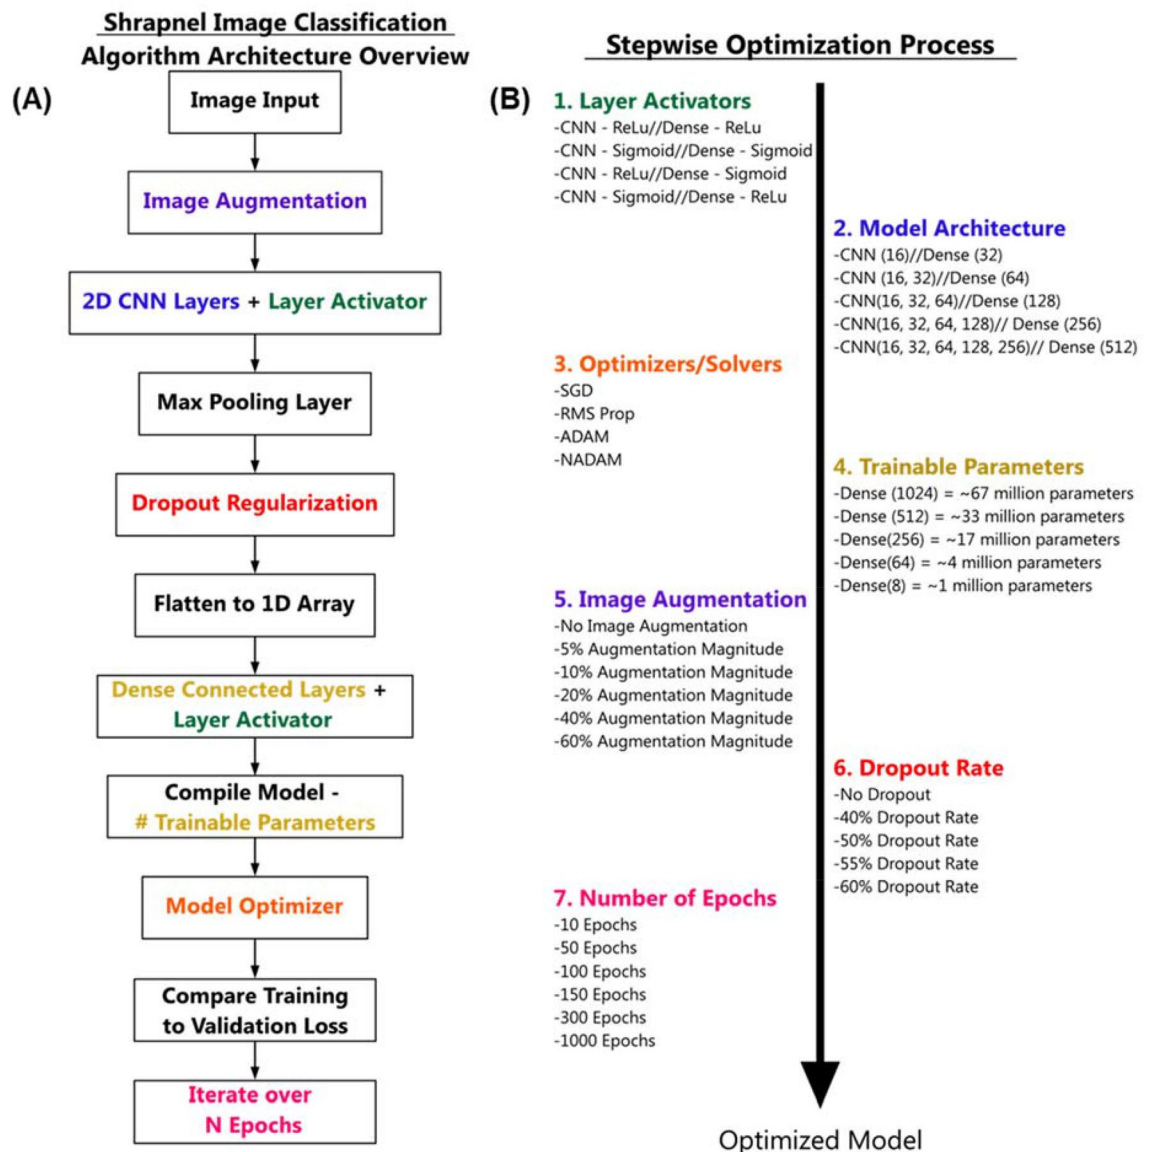 Shrapnel Image Classification
Algorithm Architecture Overview
(A)
Image Input
Image Augmentation
2D CNN Layers + Layer Activator
Max Pooling Layer
Dropout Regularization
Flatten to 1D Array
Dense Connected Layers +
Layer Activator
Compile Model -
# Trainable Parameters
Model Optimizer
Compare Training
to Validation Loss
Iterate over
N Epochs
Stepwise Optimization Process
(B)
1. Layer Activators
-CNN - ReLu//Dense - ReLu
-CNN - Sigmoid//Dense - Sigmoid
-CNN - ReLu//Dense - Sigmoid
-CNN - Sigmoid//Dense - ReLu
2. Model Architecture
-CNN (16)//Dense (32)
-CNN (16, 32)//Dense (64)
-CNN(16, 32, 64)//Dense (128)
-CNN(16, 32, 64, 128)// Dense (256)
-CNN(16, 32, 64, 128, 256)// Dense (512)
3. Optimizers/Solvers
-SGD
-RMS Prop
-ADAM
-NADAM
4. Trainable Parameters
-Dense (1024) = ~67 million parameters
-Dense (512) = ~33 million parameters
-Dense(256) = ~17 million parameters
-Dense(64) = ~4 million parameters
-Dense(8) = ~1 million parameters
5. Image Augmentation
-No Image Augmentation
-5% Augmentation Magnitude
-10% Augmentation Magnitude
-20% Augmentation Magnitude
-40% Augmentation Magnitude
-60% Augmentation Magnitude
6. Dropout Rate
-No Dropout
-40% Dropout Rate
-50% Dropout Rate
-55% Dropout Rate
-60% Dropout Rate
7. Number of Epochs
-10 Epochs
-50 Epochs
-100 Epochs
-150 Epochs
-300 Epochs
-1000 Epochs
Optimized Model